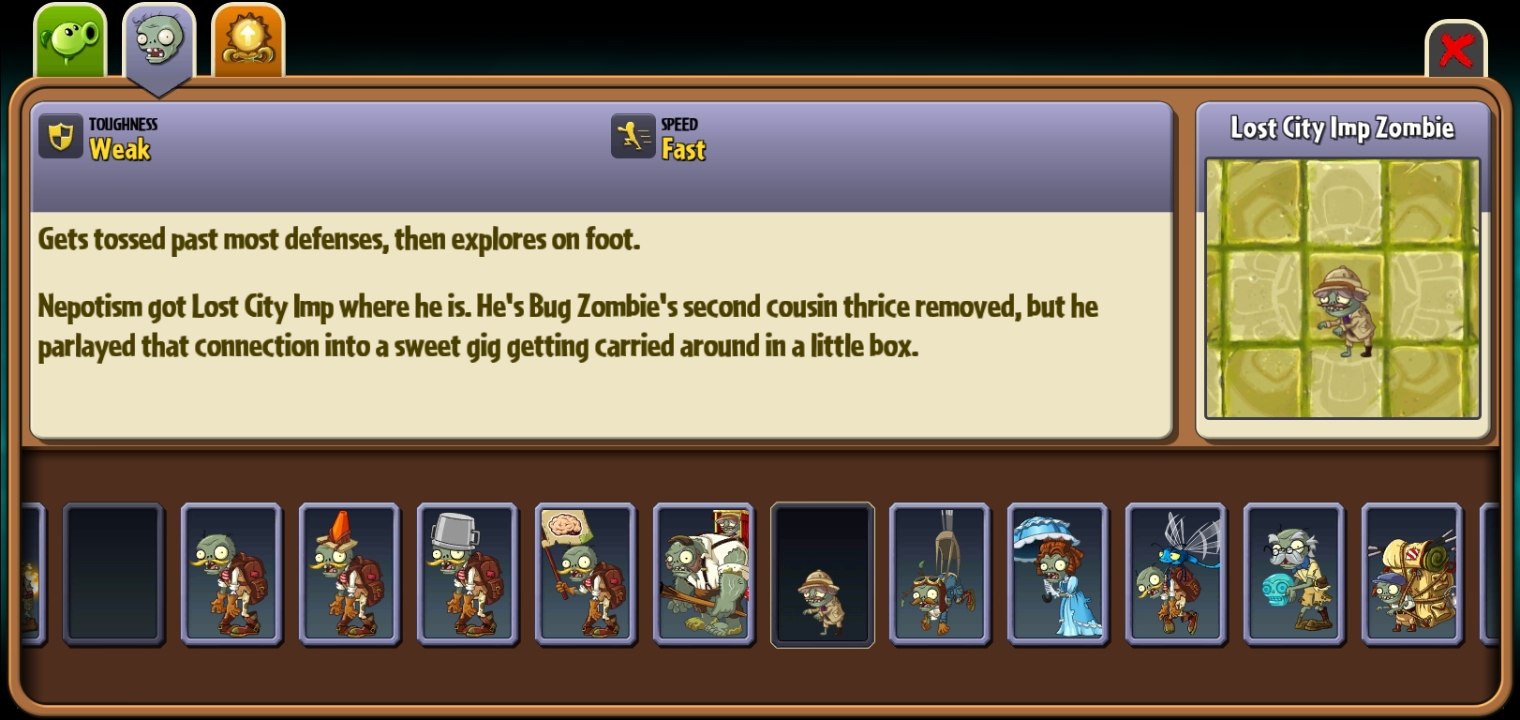 TOUGHNESS
Weak
SPEED
Fast
Lost City Imp Zombie
Gets tossed past most defenses, then explores on foot.
Nepotism got Lost City Imp where he is. He's Bug Zombie's second cousin thrice removed, but he
parlayed that connection into a sweet gig getting carried around in a little box.